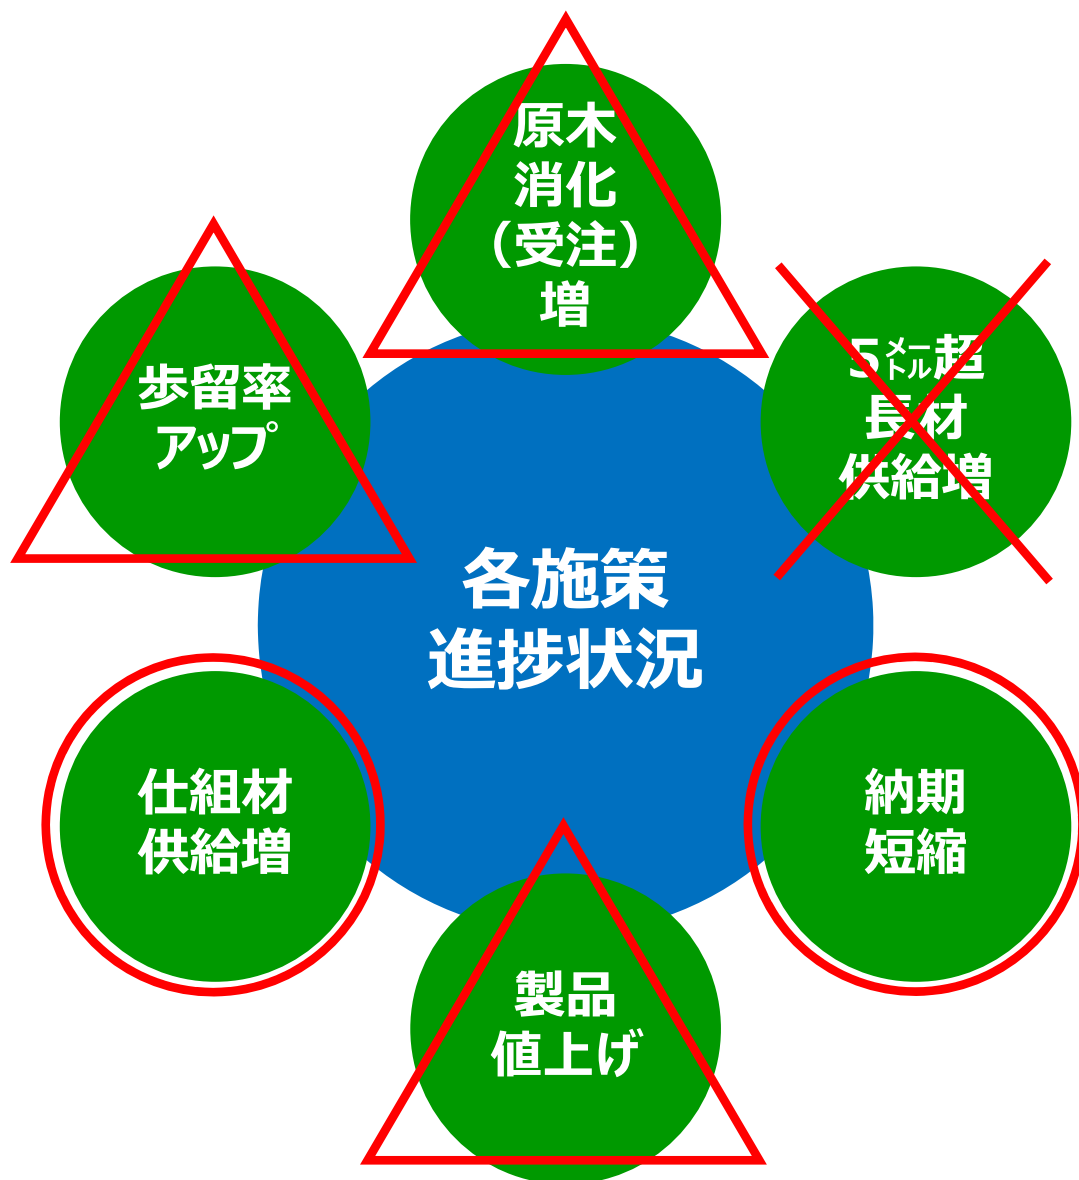 原木
消化
（受注）
増
5メートル超
長材
供給増
歩留率
アップ
各施策
進捗状況
仕組材
供給増
納期
短縮
製品
値上げ